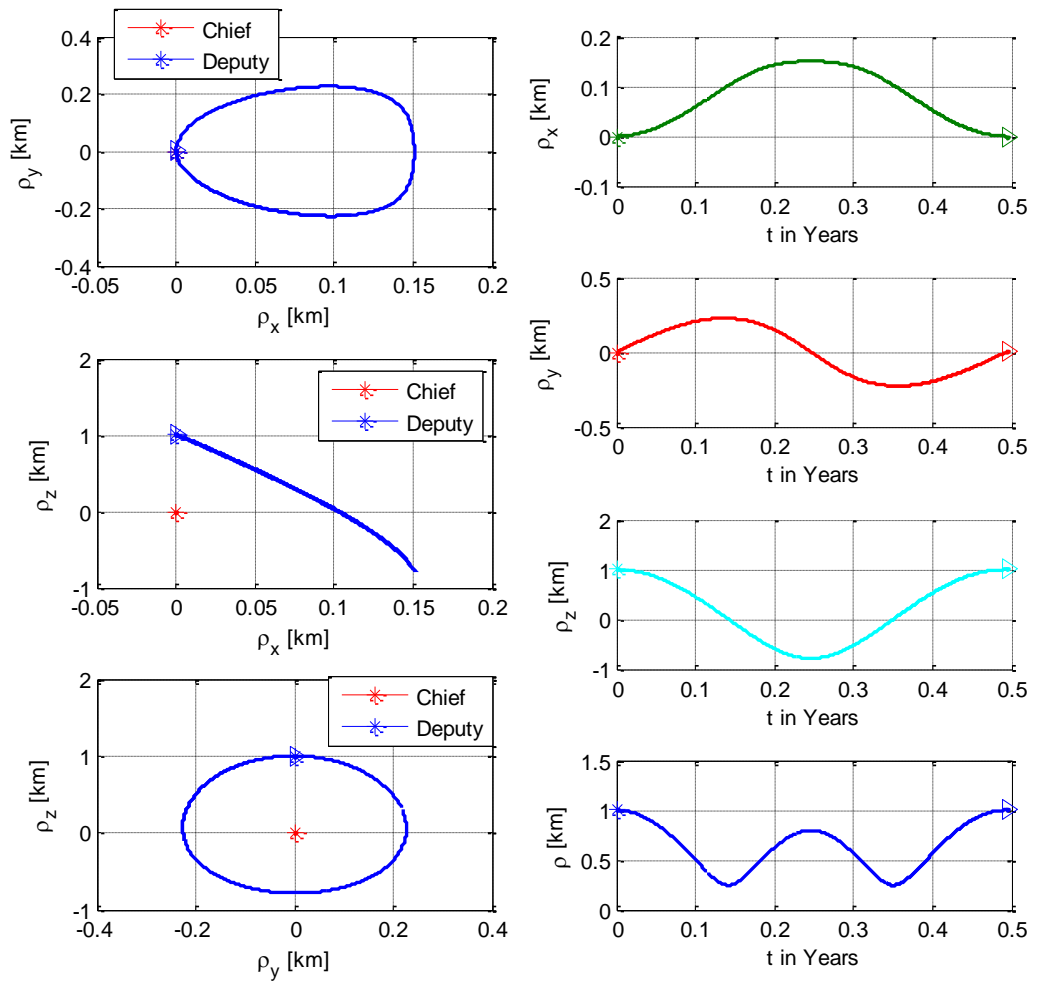 Chief
Deputy
0.4
0.2
0
-0.2
-0.4
ρy [km]
-0.05 0 0.05 0.1 0.15 0.2
ρx [km]
Chief
Deputy
2
1
0
-1
ρz [km]
-0.05 0 0.05 0.1 0.15 0.2
ρx [km]
Chief
Deputy
2
1
0
-1
ρz [km]
-0.4 -0.2 0 0.2 0.4
ρy [km]
0.2
0.1
0
-0.1
ρx [km]
0 0.1 0.2 0.3 0.4 0.5
t in Years
0.5
0
-0.5
ρy [km]
0 0.1 0.2 0.3 0.4 0.5
t in Years
2
1
0
-1
ρz [km]
0 0.1 0.2 0.3 0.4 0.5
t in Years
1.5
1
0.5
0
ρ [km]
0 0.1 0.2 0.3 0.4 0.5
t in Years